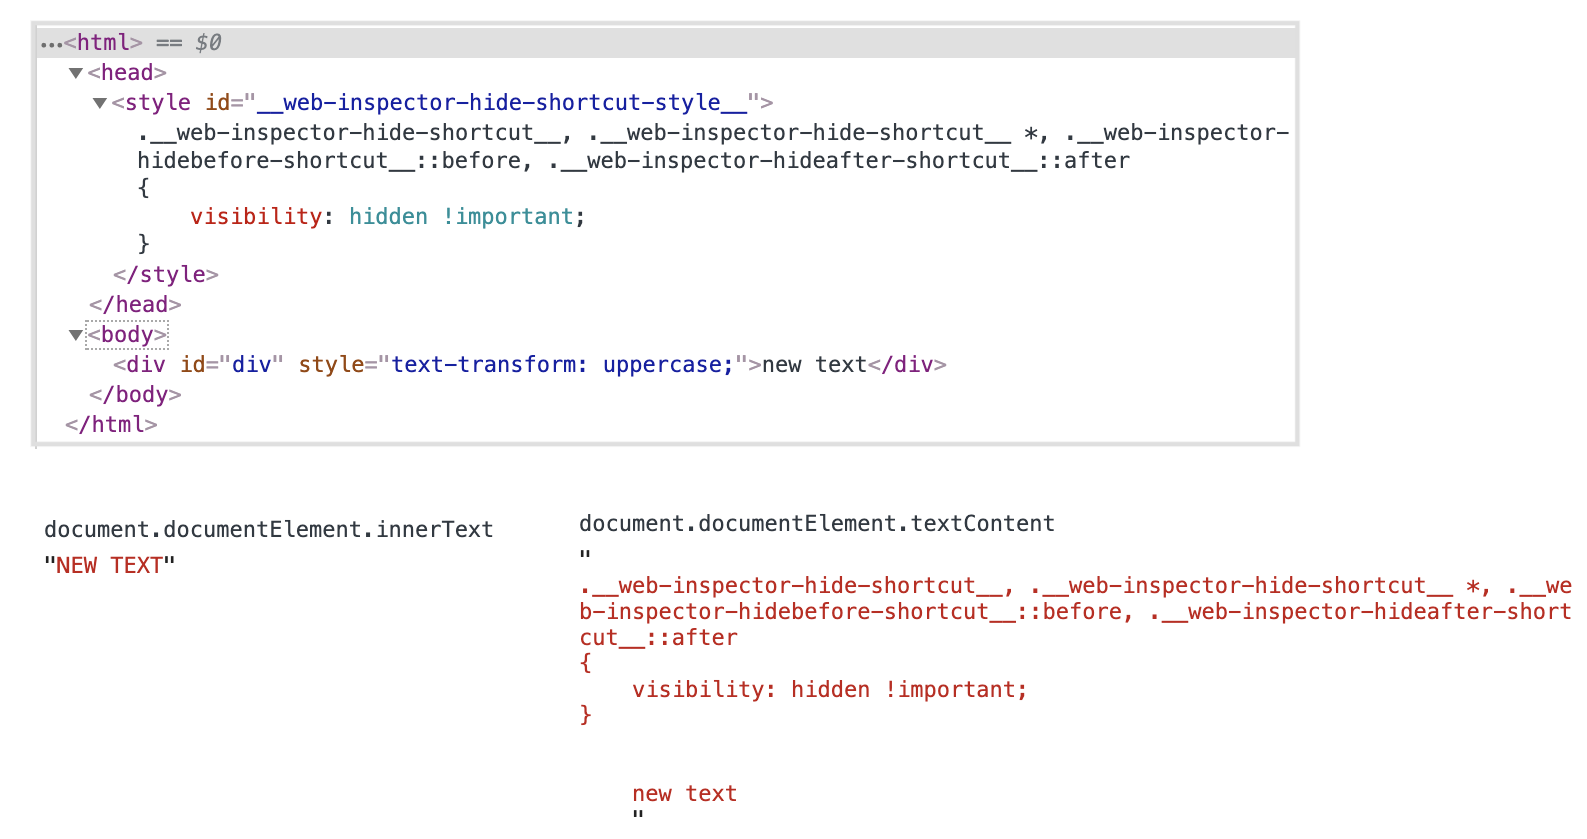 …<html> == $0
▼<head>
▼<style id="__web-inspector-hide-shortcut-style__">
.__web-inspector-hide-shortcut__, .__web-inspector-hide-shortcut__ *, .__web-inspector-
hidebefore-shortcut__::before, .__web-inspector-hideafter-shortcut__::after
{
    visibility: hidden !important;
}
</style>
</head>
▼<body>
<div id="div" style="text-transform: uppercase;">new text</div>
</body>
</html>
document.documentElement.innerText
"NEW TEXT"
document.documentElement.textContent
"
.__web-inspector-hide-shortcut__, .__web-inspector-hide-shortcut__ *, .__we
b-inspector-hidebefore-shortcut__::before, .__web-inspector-hideafter-short
cut__::after
{
    visibility: hidden !important;
}
    new text
    "